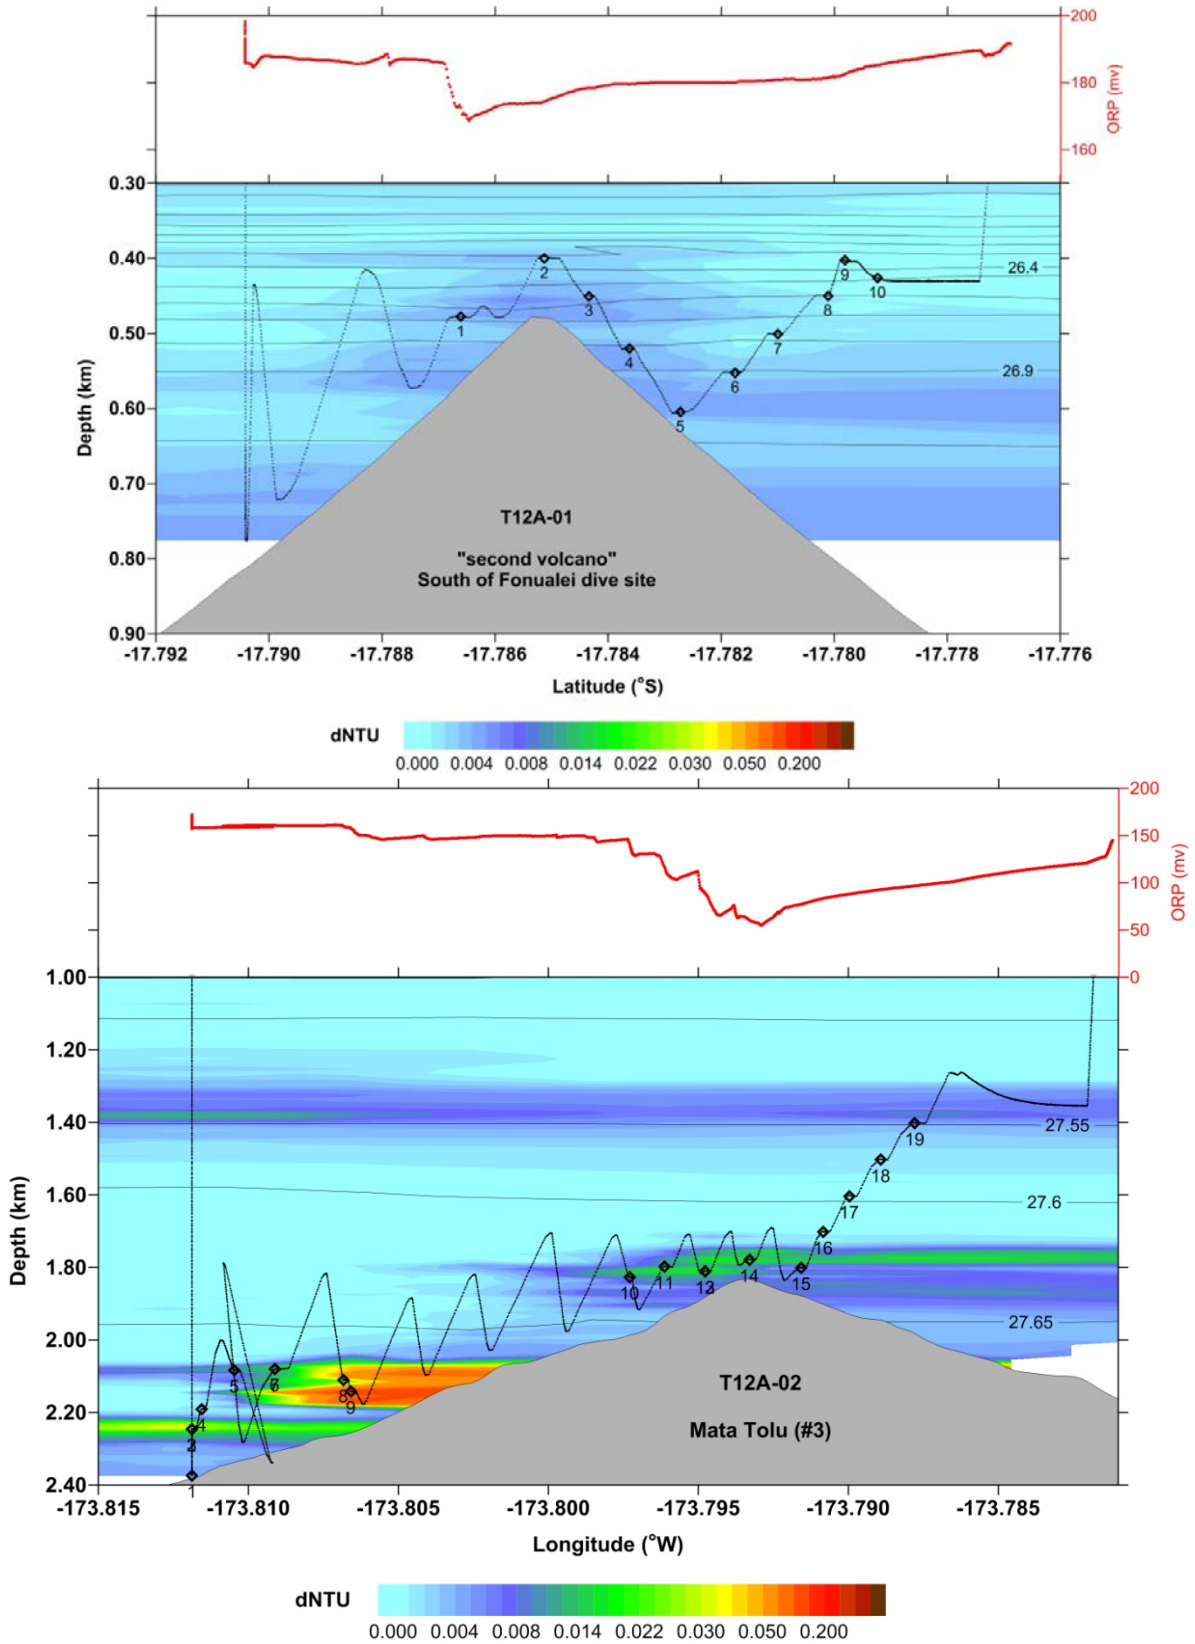 200
180
160
ORP (mv)
0.30
0.40
0.50
0.60
0.70
0.80
0.90
Depth (km)
26.4
26.9
1
2
3
4
5
6
7
8
9
10
T12A-01
"second volcano"
South of Fonualei dive site
-17.792 -17.790 -17.788 -17.786 -17.784 -17.782 -17.780 -17.778 -17.776
Latitude (°S)
dNTU
0.000 0.004 0.008 0.014 0.022 0.030 0.050 0.200
200
150
100
50
0
ORP (mv)
1.00
1.20
1.40
1.60
1.80
2.00
2.20
2.40
Depth (km)
27.55
27.6
27.65
4
5
8
9
10
11
14
15
16
17
18
19
T12A-02
Mata Tolu (#3)
-173.815 -173.810 -173.805 -173.800 -173.795 -173.790 -173.785
Longitude (°W)
dNTU
0.000 0.004 0.008 0.014 0.022 0.030 0.050 0.200